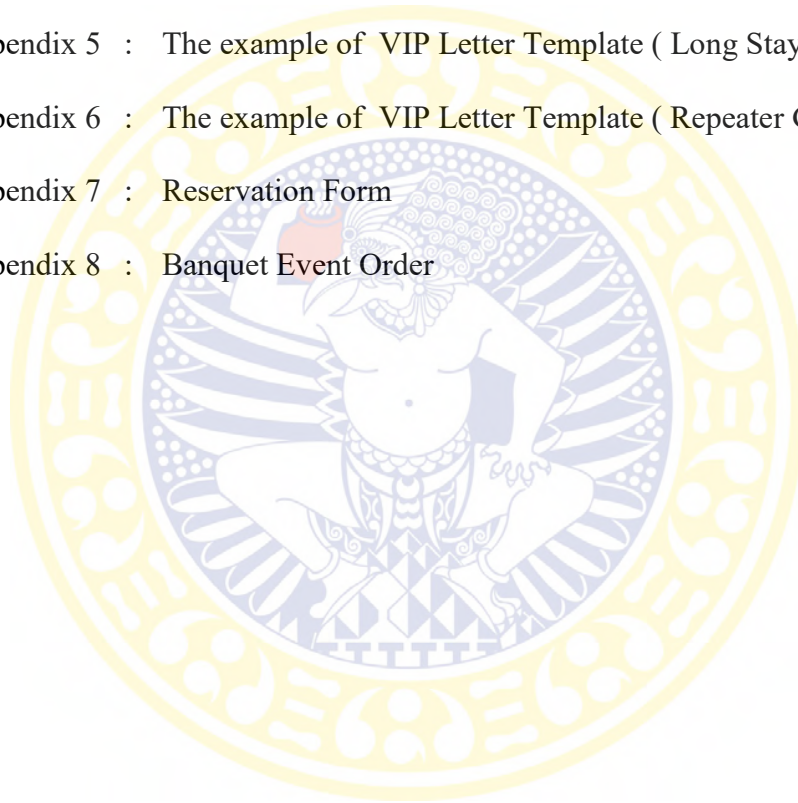 pendix 5 : The example of VIP Letter Template ( Long Stay
pendix 6 : The example of VIP Letter Template ( Repeater
pendix 7 : Reservation Form
pendix 8 : Banquet Event Order